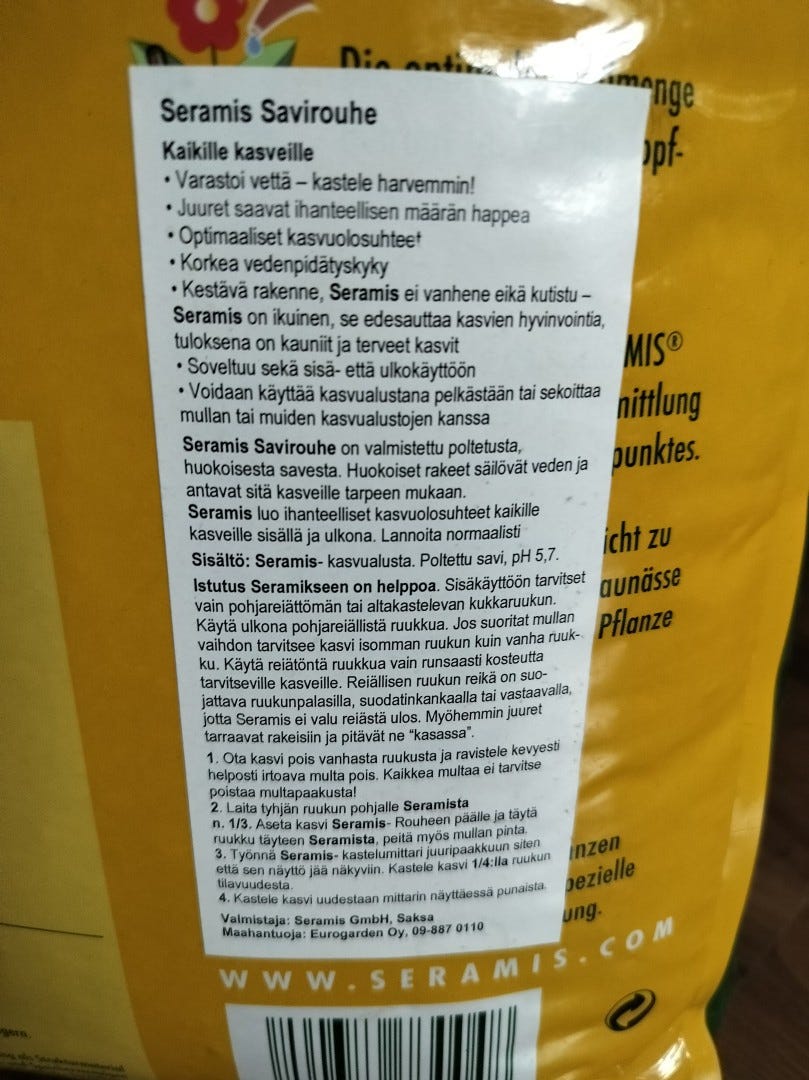 Seramis Savirouhe
Kaikille kasveille
• Varastoi vettä – kastele harvemmin!
• Juuret saavat ihanteellisen määrän happea
• Optimaaliset kasvuolosuhteet
• Korkea vedenpidätyskyky
• Kestävä rakenne, Seramis ei vanhene eikä kutistu –
Seramis on ikuinen, se edesauttaa kasvien hyvinvointia,
tuloksena on kauniit ja terveet kasvit
• Soveltuu sekä sisä- että ulkokäyttöön
• Voidaan käyttää kasvualustana pelkästään tai sekoittaa
mullan tai muiden kasvualustojen kanssa
Seramis Savirouhe on valmistettu poltetusta,
huokoisesta savesta. Huokoiset rakeet säilövät veden ja
antavat sitä kasveille tarpeen mukaan.
Seramis luo ihanteelliset kasvuolosuhteet kaikille
kasveille sisällä ja ulkona. Lannoita normaalisti
Sisältö: Seramis- kasvualusta. Poltettu savi, pH 5,7.
Istutus Seramikseen on helppoa. Sisäkäyttöön tarvitset
vain pohjareiättömän tai altakastelevan kukkaruukun.
Käytä ulkona pohjareiällistä ruukkua. Jos suoritat mullan
vaihdon tarvitsee kasvi isomman ruukun kuin vanha ruuk-
ku. Käytä reiätöntä ruukkua vain runsaasti kosteutta
tarvitseville kasveille. Reiällisen ruukun reikä on suo-
jattava ruukunpalasilla, suodatinkankaalla tai vastaavalla,
jotta Seramis ei valu reiästä ulos. Myöhemmin juuret
tarraavat rakeisiin ja pitävät ne “kasassa”.
1. Ota kasvi pois vanhasta ruukusta ja ravistele kevyesti
helposti irtoava multa pois. Kaikkea multaa ei tarvitse
poistaa multapaakusta!
2. Laita tyhjän ruukun pohjalle Seramista
n. 1/3. Aseta kasvi Seramis- Rouheen päälle ja täytä
ruukku täyteen Seramista, peitä myös mullan pinta.
3. Työnnä Seramis- kastelumittari juuripaakkuun siten
että sen näyttö jää näkyviin. Kastele kasvi 1/4:lla ruukun
tilavuudesta.
4. Kastele kasvi uudestaan mittarin näyttäessä punaista.
Valmistaja: Seramis GmbH, Saksa
Maahantuoja: Eurogarden Oy, 09-887 0110
Die
menge
opf-
MIS®
mittlung
punktes.
icht zu
aunässe
Pflanze
nzen
pezielle
ung.
WWW.SERAMIS.COM
gern.